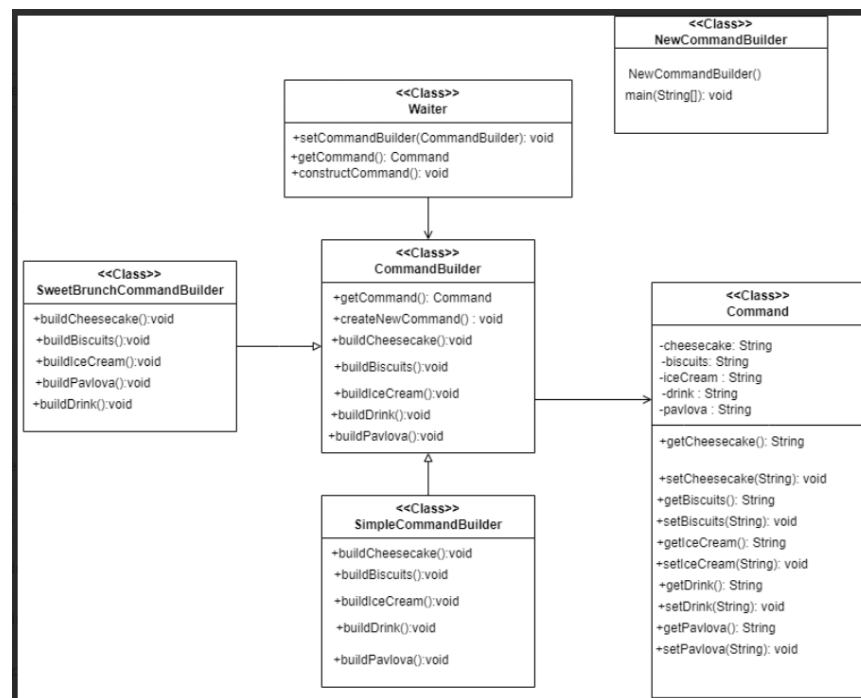 <<Class>>
NewCommandBuilder
NewCommandBuilder()
main(String[]): void
<<Class>>
Waiter
+setCommandBuilder(CommandBuilder): void
+getCommand(): Command
+constructCommand(): void
<<Class>>
SweetBrunchCommandBuilder
+buildCheesecake():void
+buildBiscuits():void
+buildIceCream():void
+buildPavlova():void
+buildDrink():void
<<Class>>
CommandBuilder
+getCommand(): Command
+createNewCommand() : void
+buildCheesecake():void
+buildBiscuits():void
+buildIceCream():void
+buildDrink():void
+buildPavlova():void
<<Class>>
Command
-cheesecake: String
-biscuits: String
-iceCream : String
-drink : String
-pavlova : String
+getCheesecake(): String
+setCheesecake(String): void
+getBiscuits(): String
+setBiscuits(String): void
+getIceCream(): String
+setIceCream(String): void
+getDrink(): String
+setDrink(String): void
+getPavlova(): String
+setPavlova(String): void
<<Class>>
SimpleCommandBuilder
+buildCheesecake():void
+buildBiscuits():void
+buildIceCream():void
+buildDrink():void
+buildPavlova():void